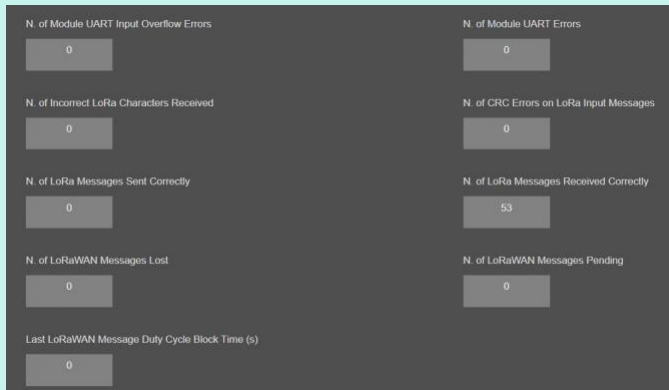 N. of Module UART Input Overflow Errors
N. of Module UART Errors
0
0
N. of Incorrect LoRa Characters Received
N. of CRC Errors on LoRa Input Messages
0
0
N. of LoRa Messages Sent Correctly
N. of LoRa Messages Received Correctly
0
53
N. of LoRaWAN Messages Lost
N. of LoRaWAN Messages Pending
0
0
Last LoRaWAN Message Duty Cycle Block Time (s)
0